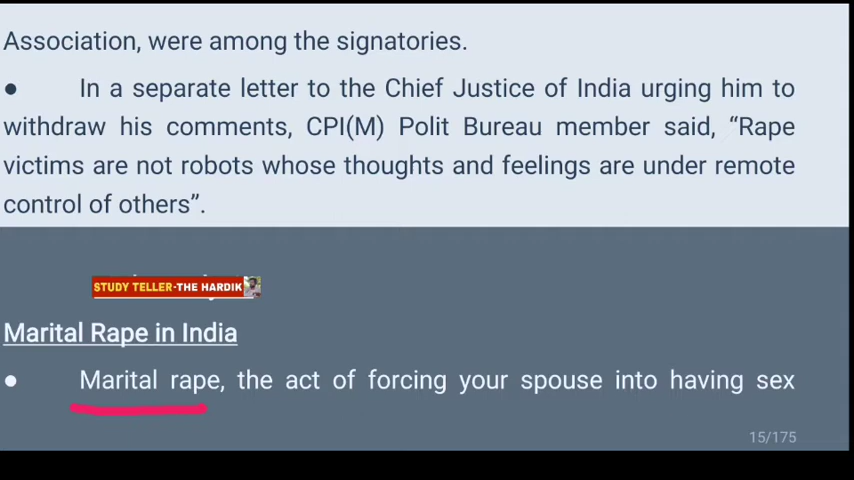 Association, were among the signatories.
● In a separate letter to the Chief Justice of India urging him to
withdraw his comments, CPI(M) Polit Bureau member said, “Rape
victims are not robots whose thoughts and feelings are under remote
control of others”.
STUDY TELLER-THE HARDIK
Marital Rape in India
● Marital rape, the act of forcing your spouse into having sex
15/175